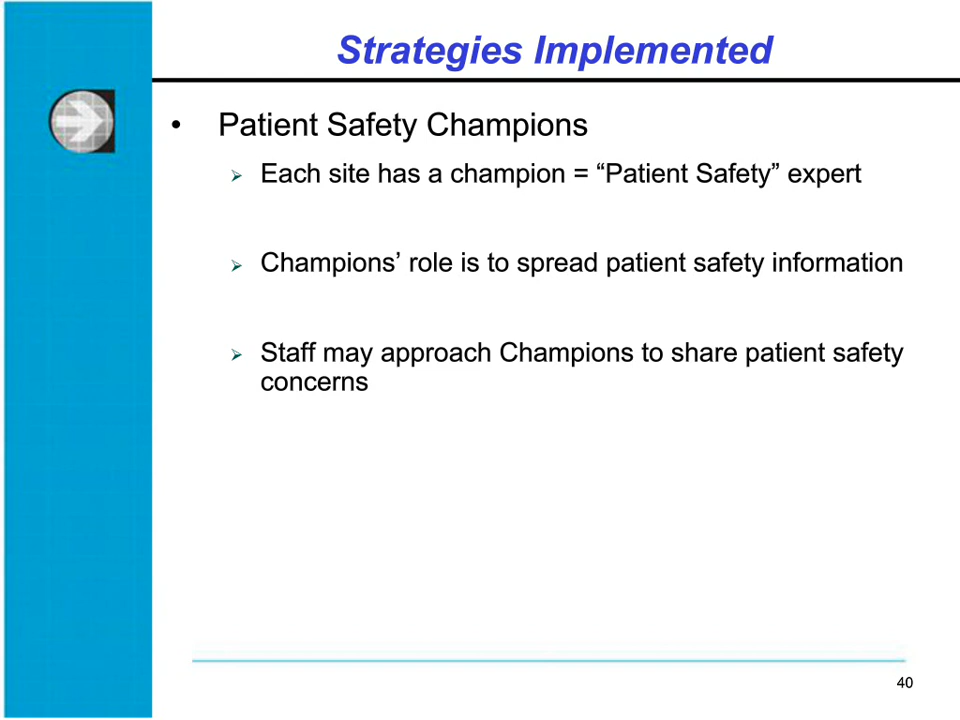 Strategies Implemented
• Patient Safety Champions
➢ Each site has a champion = “Patient Safety” expert
➢ Champions’ role is to spread patient safety information
➢ Staff may approach Champions to share patient safety
concerns
40